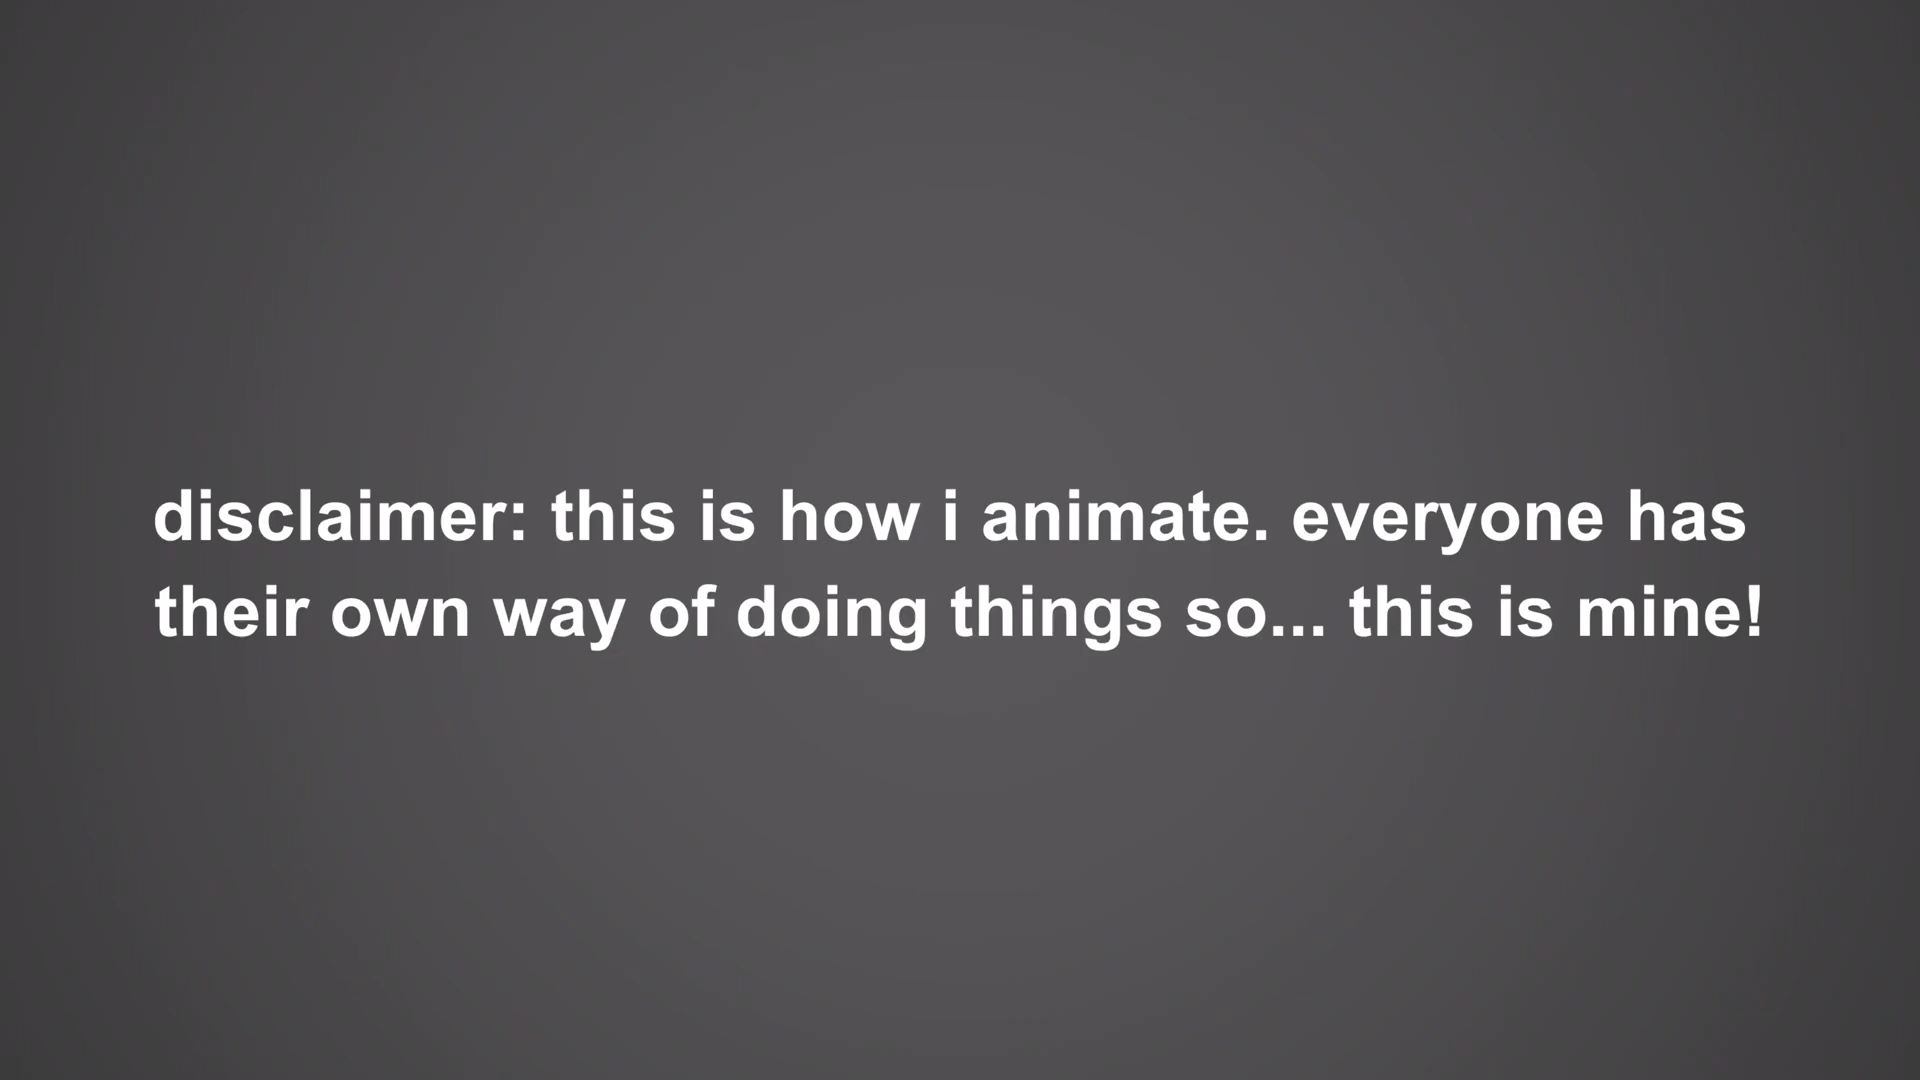 disclaimer: this is how i animate. everyone has
their own way of doing things so... this is mine!